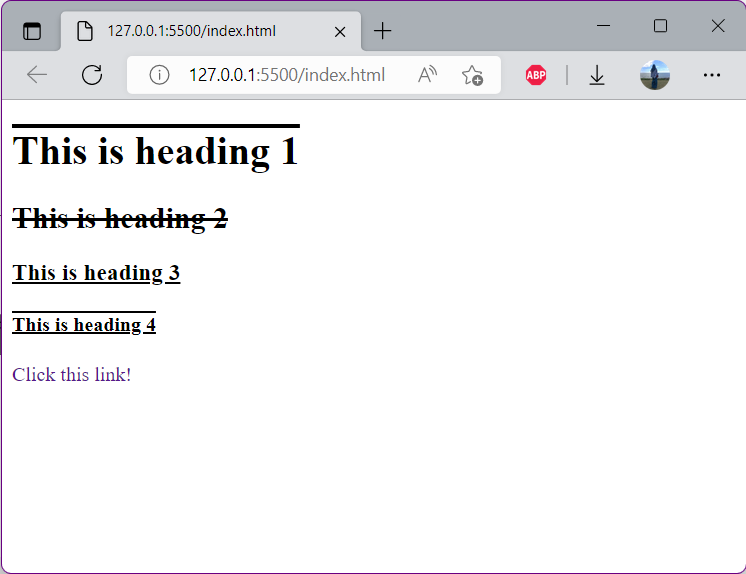 127.0.0.1:5500/index.html
127.0.0.1:5500/index.html
ABP
This is heading 1
This is heading 2
This is heading 3
This is heading 4
Click this link!